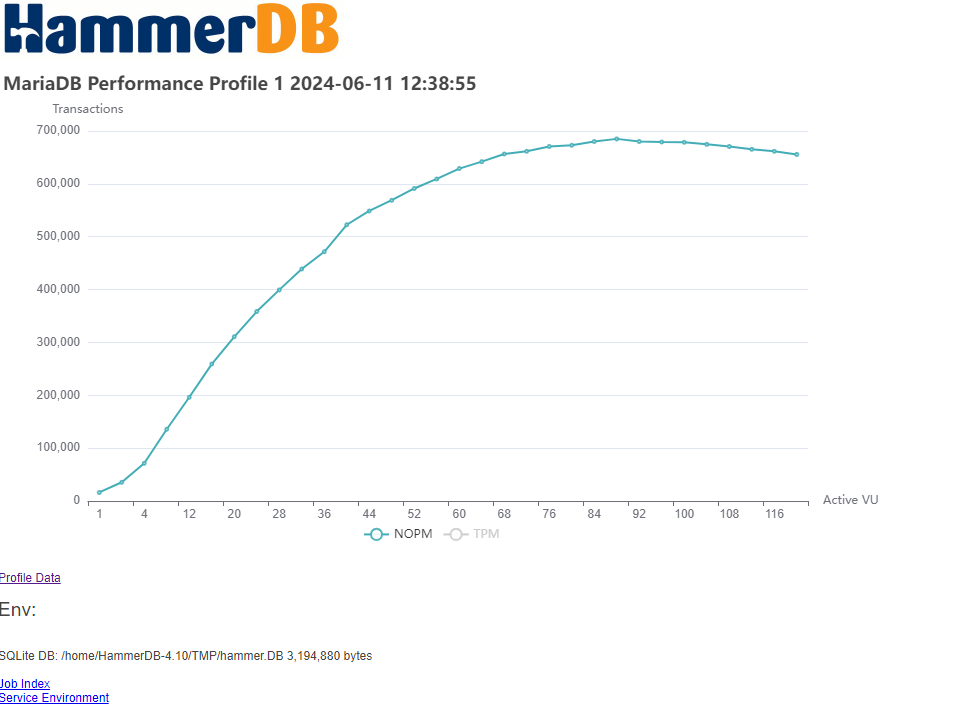 HammerDB
MariaDB Performance Profile 1 2024-06-11 12:38:55
Transactions
700,000
600,000
500,000
400,000
300,000
200,000
100,000
0
1 4 12 20 28 36 44 52 60 68 76 84 92 100 108 116
Active VU
NOPM TPM
Profile Data
Env:
SQLite DB: /home/HammerDB-4.10/TMP/hammer.DB 3,194,880 bytes
Job Index
Service Environment